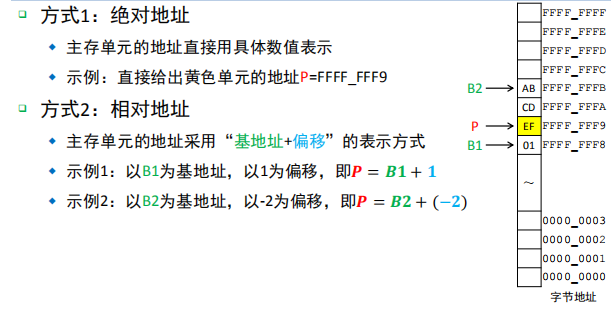 方式1：绝对地址
主存单元的地址直接用具体数值表示
示例：直接给出黄色单元的地址P=FFFF_FFF9
方式2：相对地址
主存单元的地址采用“基地址+偏移”的表示方式
示例1：以B1为基地址，以1为偏移，即P = B1 + 1
示例2：以B2为基地址，以-2为偏移，即P = B2 + (−2)
FFFF_FFFF
FFFF_FFFE
FFFF_FFFD
FFFF_FFFC
B2 AB FFFF_FFFB
CD FFFF_FFFA
P EF FFFF_FFF9
B1 01 FFFF_FFF8
~
0000_0003
0000_0002
0000_0001
0000_0000
字节地址